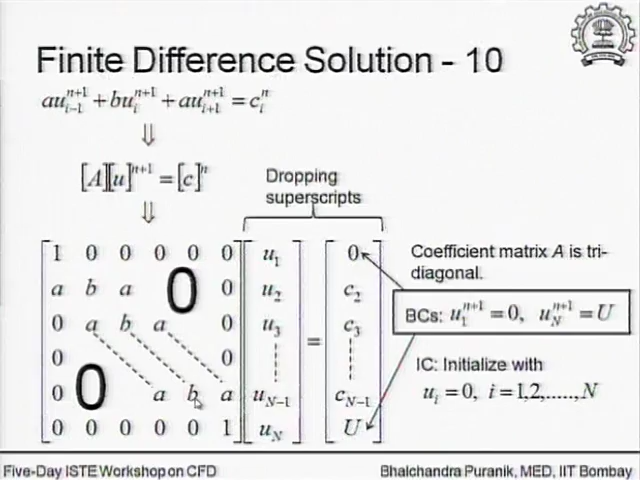 Finite Difference Solution - 10
au_{i-1}^{n+1} + bu_i^{n+1} + au_{i+1}^{n+1} = c_i^n
⇓
[A][u]^{n+1} = [c]^n
⇓
Dropping
superscripts
1 0 0 0 0 0 u_1 0
a b a 0 0 u_2 c_2
0 a b a 0 u_3 = c_3
0 0
0 0 a b a u_{N-1} c_{N-1}
0 0 0 0 0 1 u_N U
Coefficient matrix A is tri-
diagonal.
BCs: u_1^{n+1} = 0, u_N^{n+1} = U
IC: Initialize with
u_i = 0, i = 1,2,.....,N
Five-Day ISTE Workshop on CFD
Bhalchandra Puranik, MED, IIT Bombay